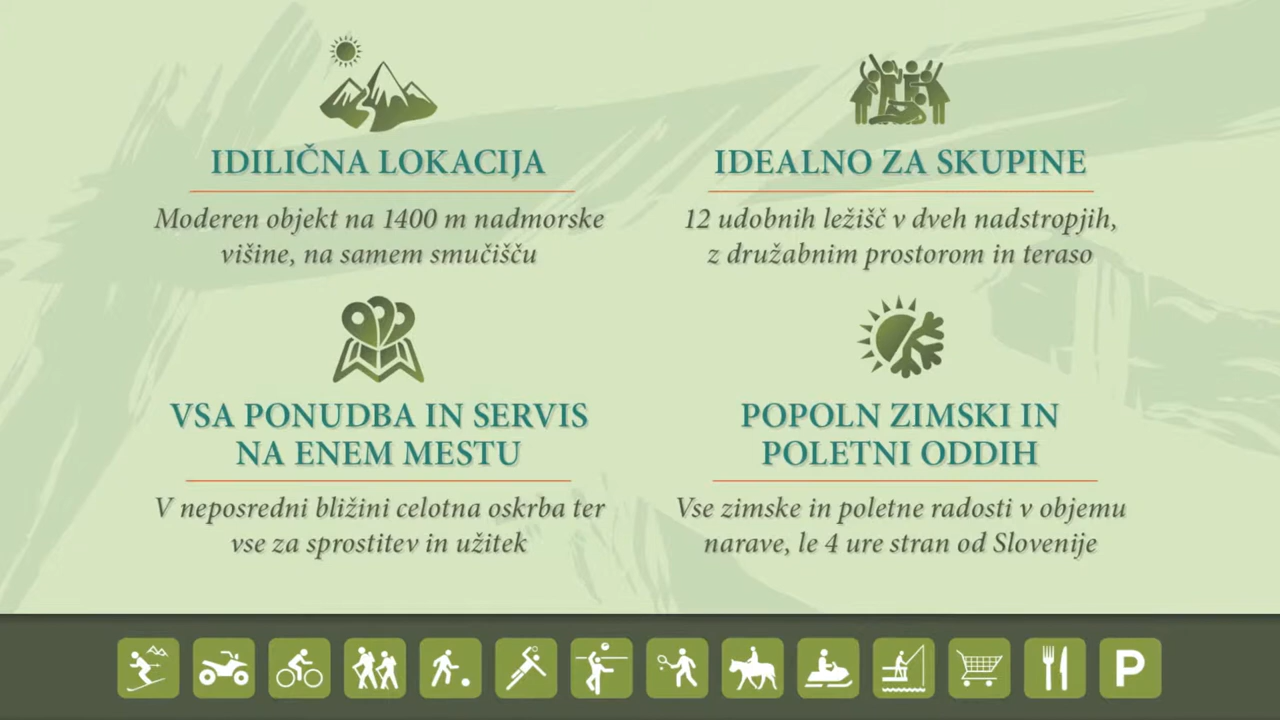 IDILIČNA LOKACIJA
Moderen objekt na 1400 m nadmorske
višine, na samem smučišču
IDEALNO ZA SKUPINE
12 udobnih ležišč v dveh nadstropjih,
z družabnim prostorom in teraso
VSA PONUDBA IN SERVIS
NA ENEM MESTU
V neposredni bližini celotna oskrba ter
vse za sprostitev in užitek
POPOLN ZIMSKI IN
POLETNI ODDIH
Vse zimske in poletne radosti v objemu
narave, le 4 ure stran od Slovenije
P